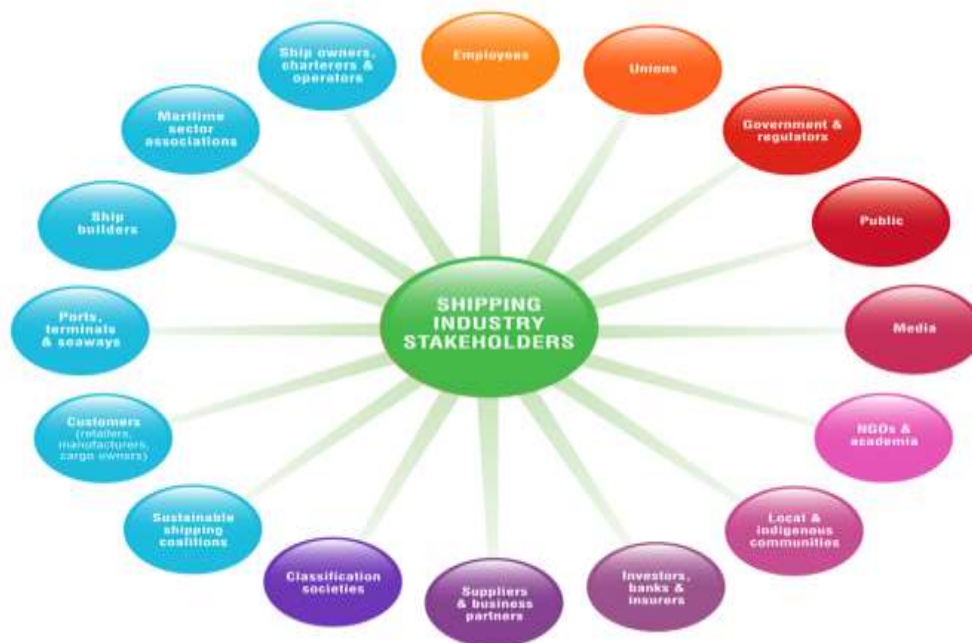 SHIPPING
INDUSTRY
STAKEHOLDERS
Employees
Unions
Government &
regulators
Public
Media
NGOs &
academia
Local &
indigenous
communities
Investors,
banks &
insurers
Suppliers
& business
partners
Classification
societies
Sustainable
shipping
coalitions
Customers
(retailers,
manufacturers,
cargo owners)
Ports,
terminals
& seaways
Ship
builders
Maritime
sector
associations
Ship owners,
charterers &
operators